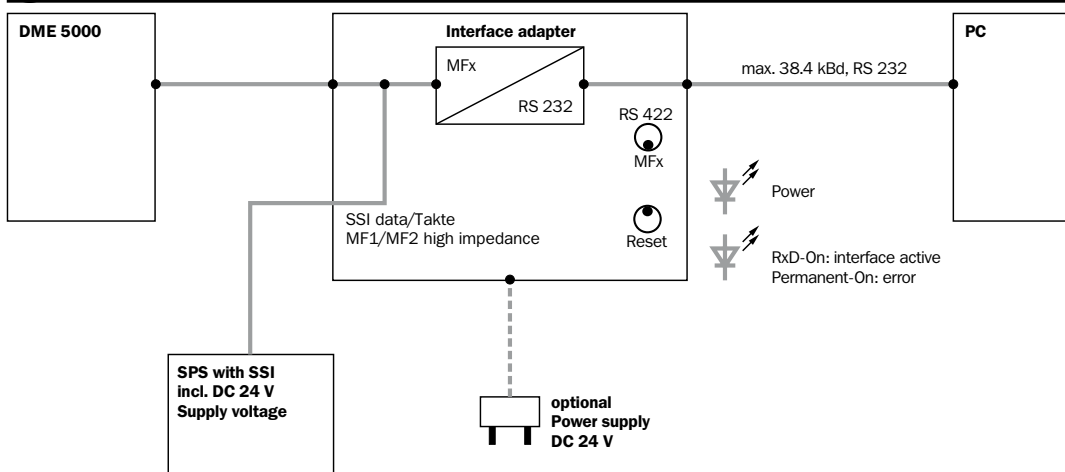 DME 5000
Interface adapter
PC
MFx
RS 232
max. 38.4 kBd, RS 232
RS 422
MFx
Power
SSI data/Takte
MF1/MF2 high impedance
Reset
RxD-On: interface active
Permanent-On: error
SPS with SSI
incl. DC 24 V
Supply voltage
optional
Power supply
DC 24 V